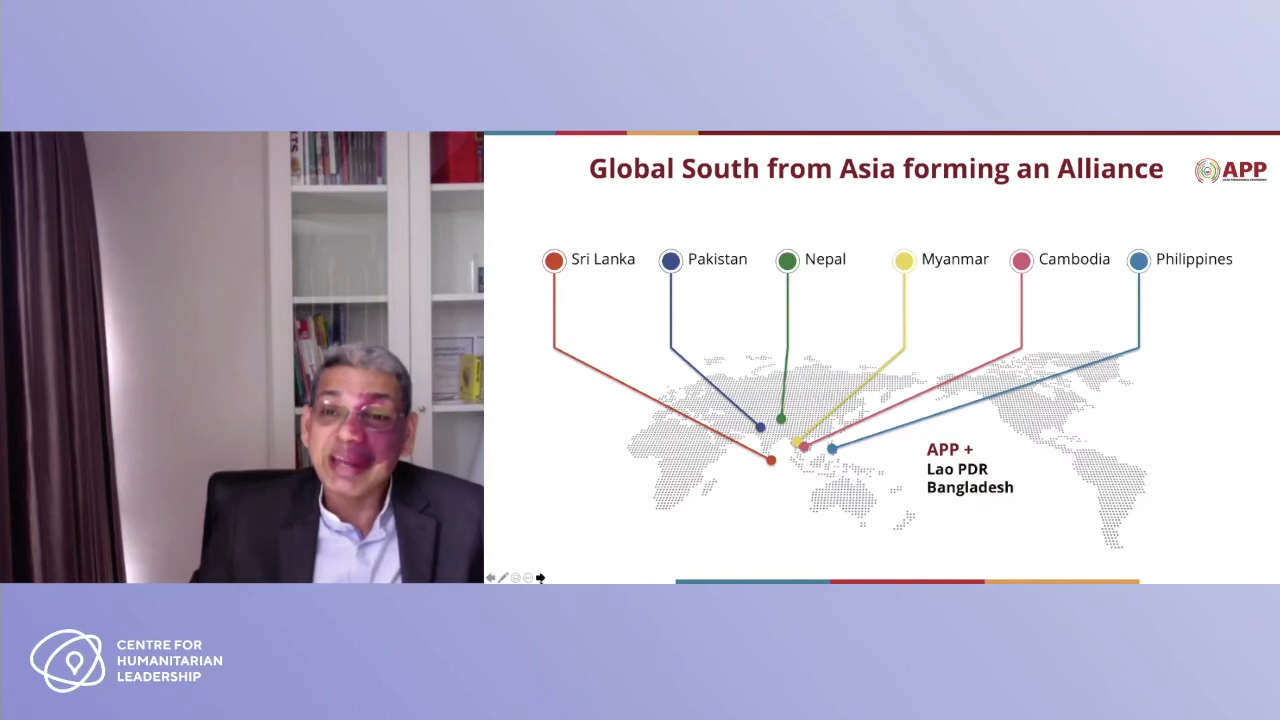 Global South from Asia forming an Alliance
APP
Sri Lanka
Pakistan
Nepal
Myanmar
Cambodia
Philippines
APP +
Lao PDR
Bangladesh
CENTRE FOR
HUMANITARIAN
LEADERSHIP